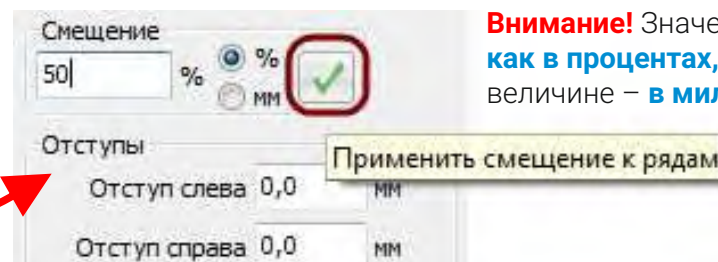 Смещение
50 % % мм
Применить смещение к рядам
Отступы
Отступ слева 0,0 мм
Отступ справа 0,0 мм
Внимание! Значе
как в процентах,
величине – в мил